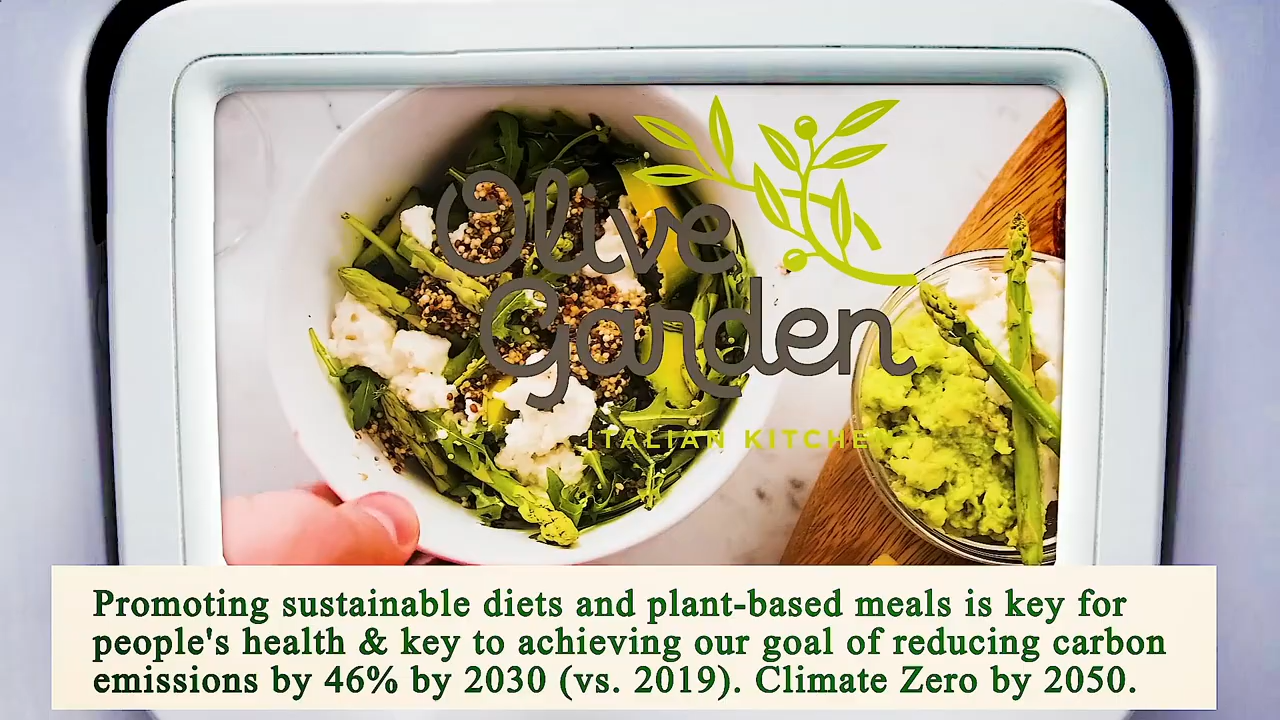 Olive
Garden
ITALIAN KITCHEN
Promoting sustainable diets and plant-based meals is key for
people's health & key to achieving our goal of reducing carbon
emissions by 46% by 2030 (vs. 2019). Climate Zero by 2050.